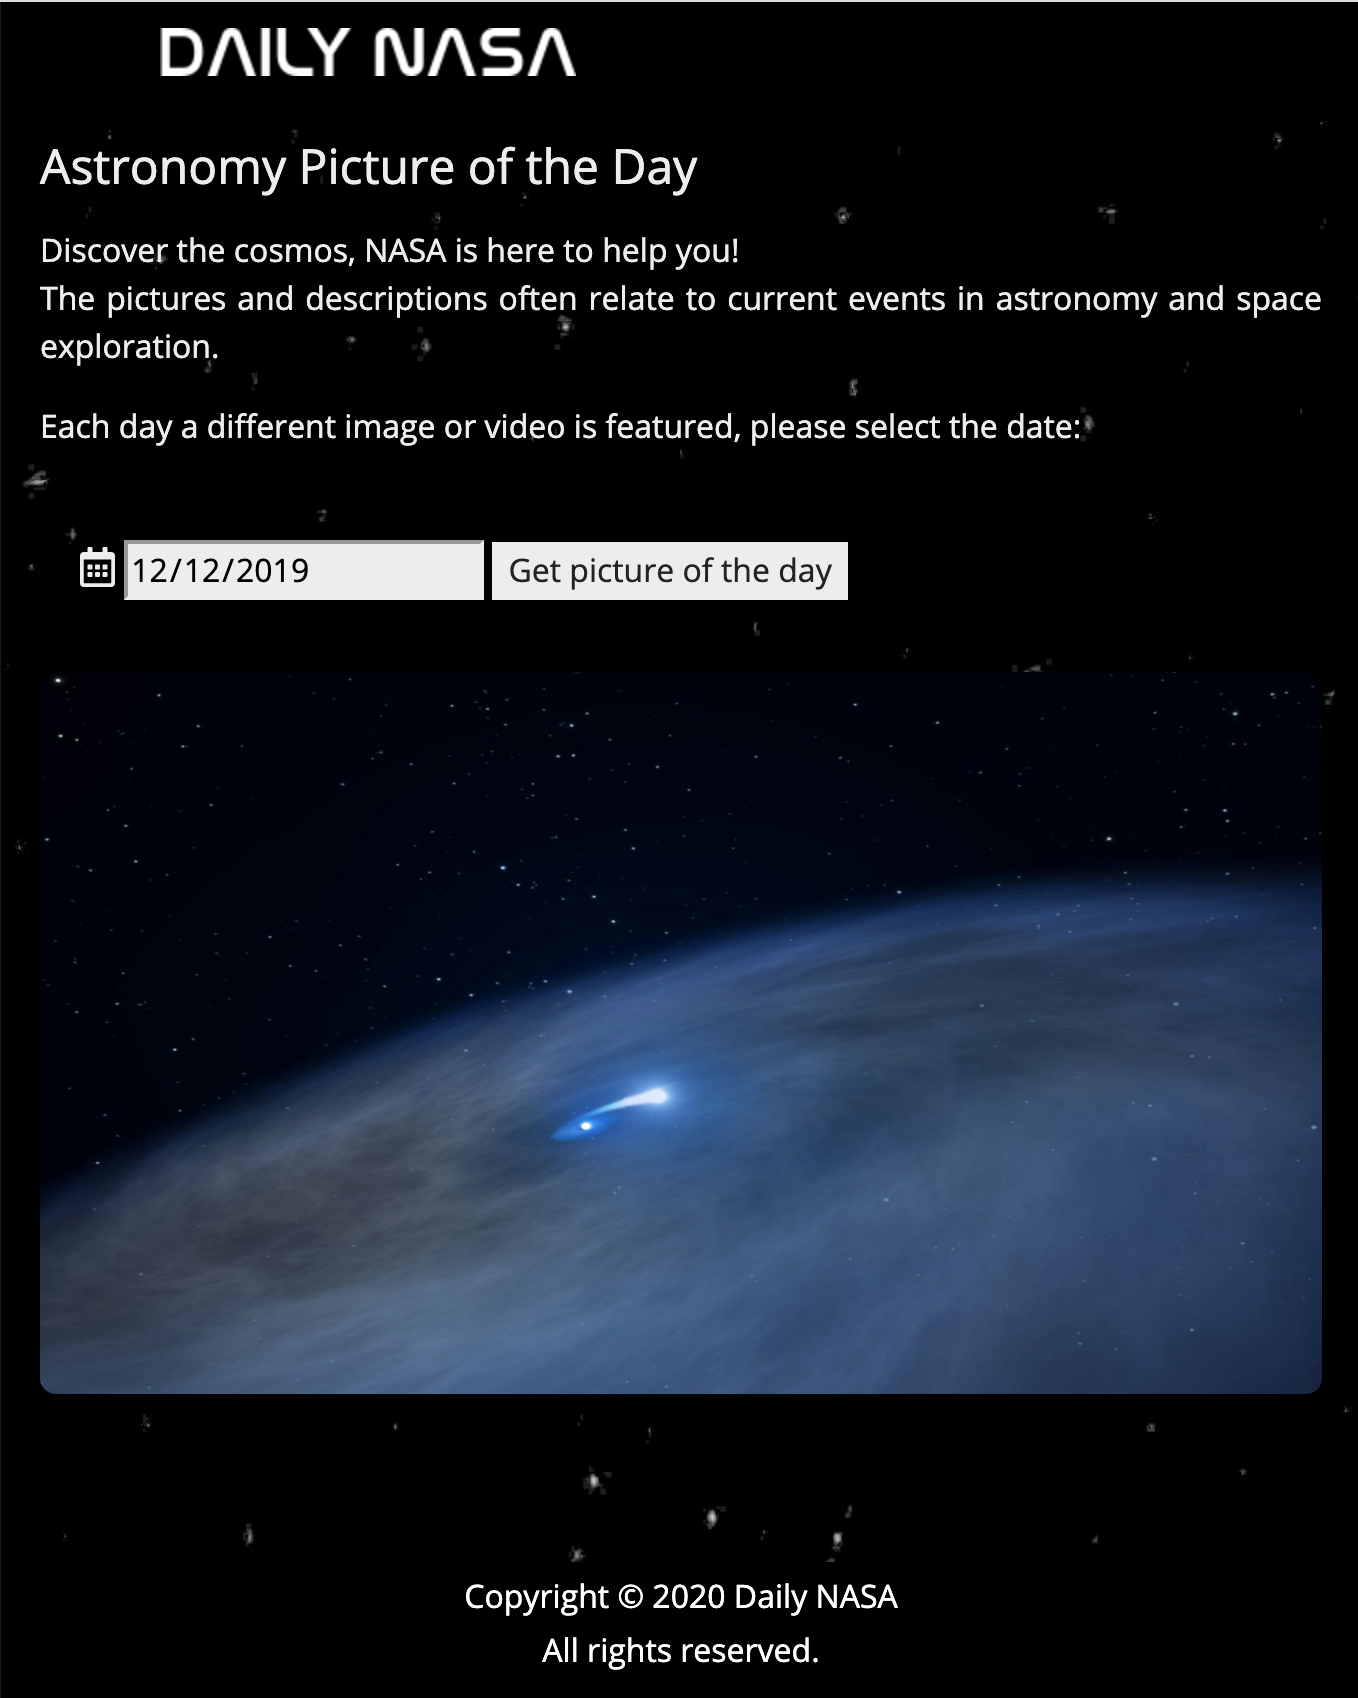 DAILY NASA
Astronomy Picture of the Day
Discover the cosmos, NASA is here to help you!
The pictures and descriptions often relate to current events in astronomy and space
exploration.
Each day a different image or video is featured, please select the date:
12/12/2019 Get picture of the day
Copyright © 2020 Daily NASA
All rights reserved.